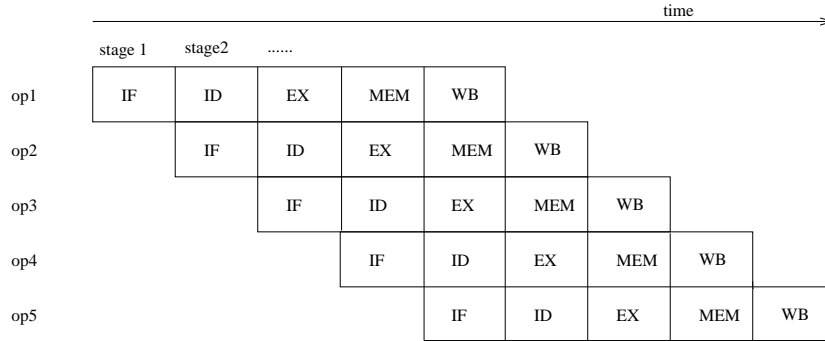 time
stage 1 stage2 ......
op1 IF ID EX MEM WB
op2 IF ID EX MEM WB
op3 IF ID EX MEM WB
op4 IF ID EX MEM WB
op5 IF ID EX MEM WB